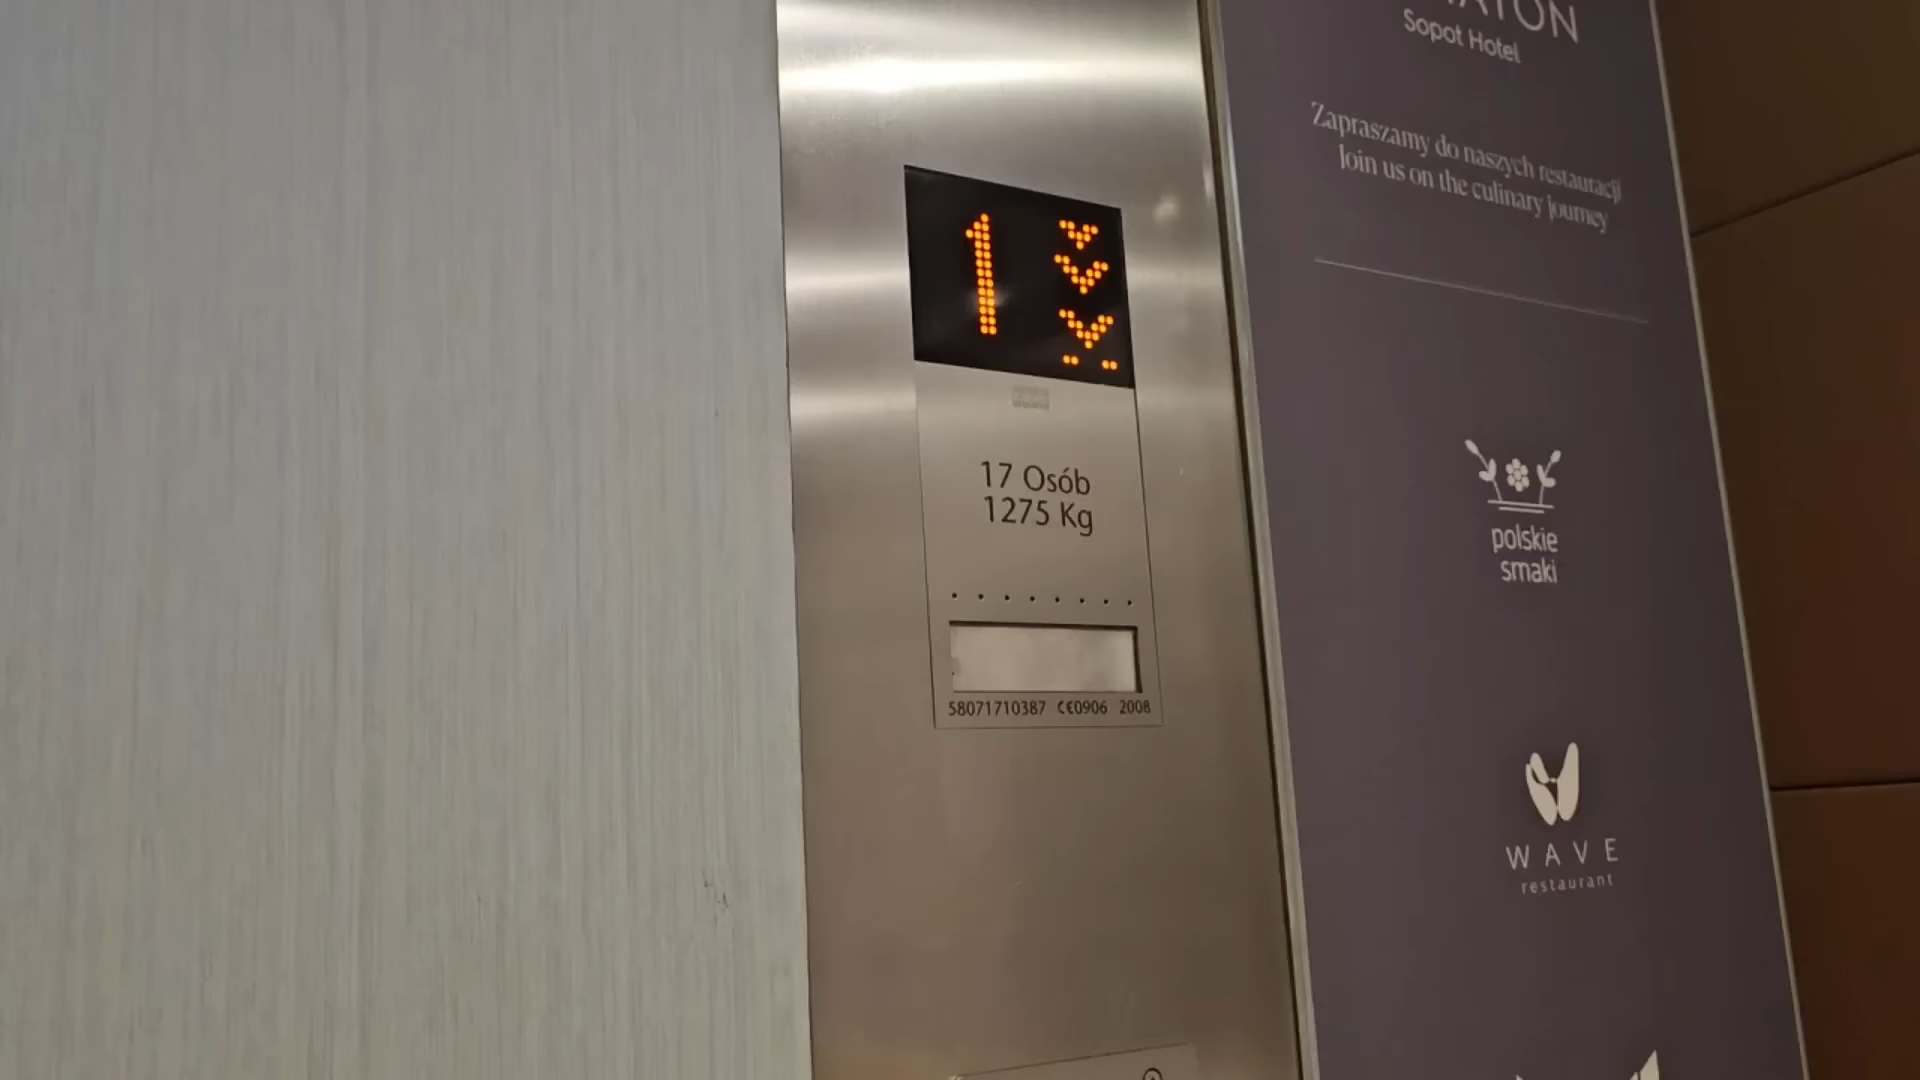 1
17 Osób
1275 Kg
58071710387 CE0906 2008
Sopot Hotel
Zapraszamy do naszych restauracji
Join us on the culinary journey
polskie
smaki
WAVE
restaurant